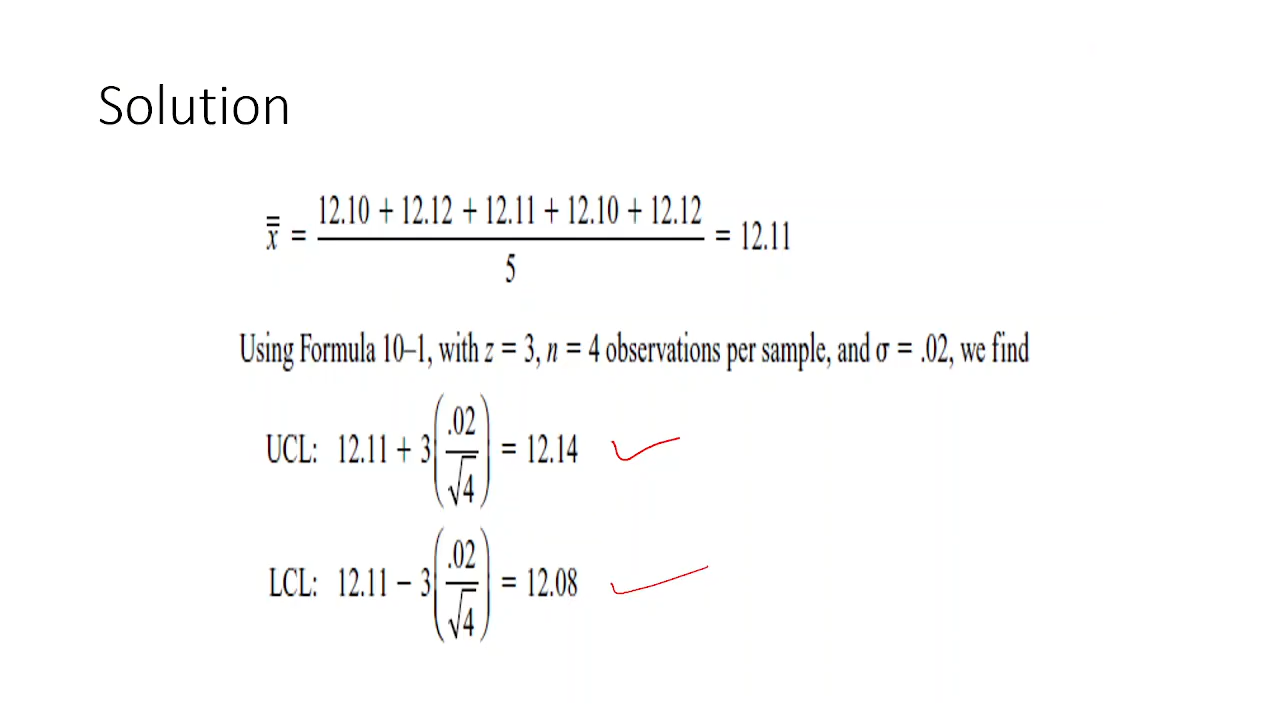 Solution
x̿ = (12.10 + 12.12 + 12.11 + 12.10 + 12.12) / 5 = 12.11
Using Formula 10–1, with z = 3, n = 4 observations per sample, and σ = .02, we find
UCL: 12.11 + 3(.02 / √4) = 12.14
LCL: 12.11 − 3(.02 / √4) = 12.08